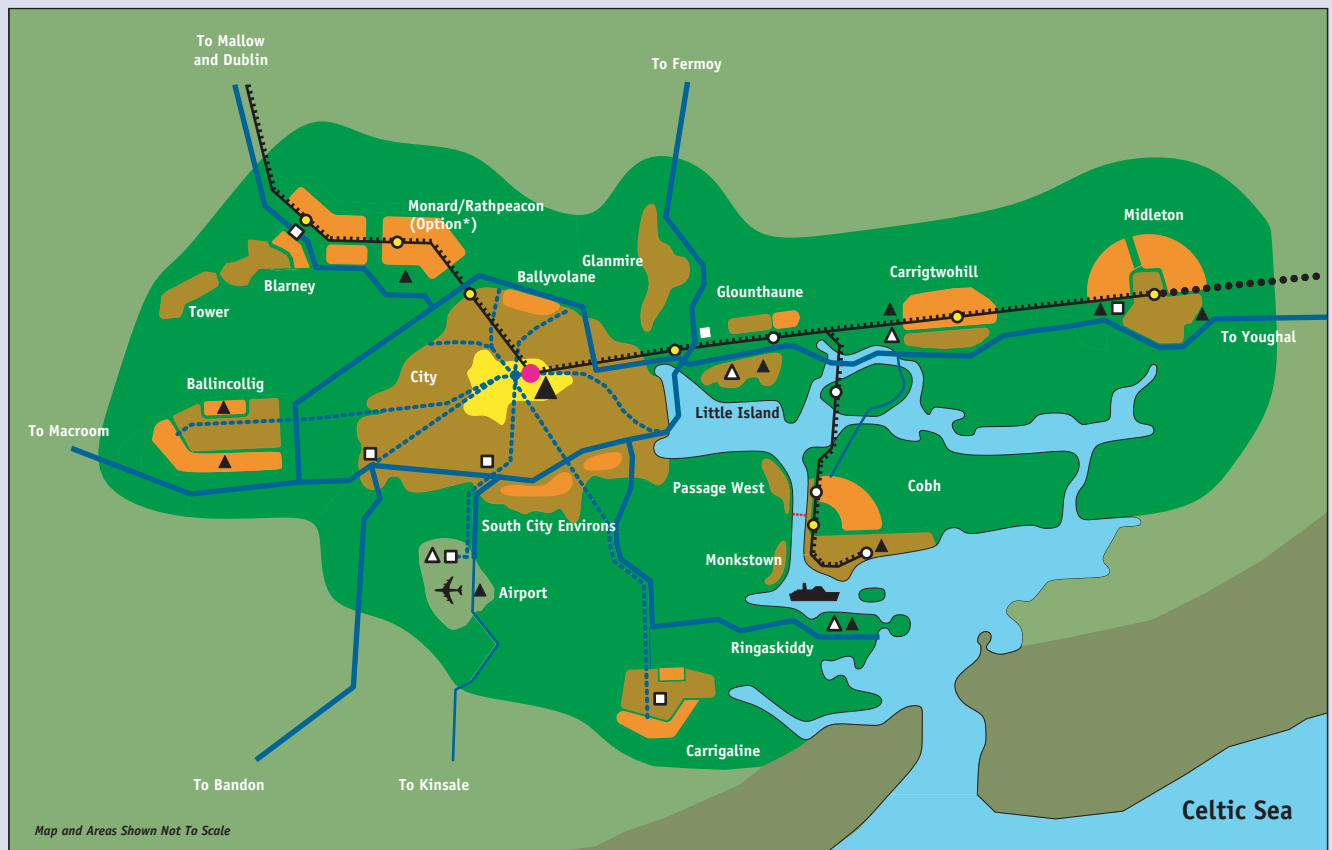 To Mallow
and Dublin
To Fermoy
Monard/Rathpeacon
(Option*)
Midleton
Glanmire
Ballyvolane
Carrigtwohill
Blarney
Glounthaune
Tower
To Youghal
City
Ballincollig
Little Island
To Macroom
Passage West
Cobh
South City Environs
Monkstown
Airport
Ringaskiddy
Carrigaline
To Bandon
To Kinsale
Celtic Sea
Map and Areas Shown Not To Scale